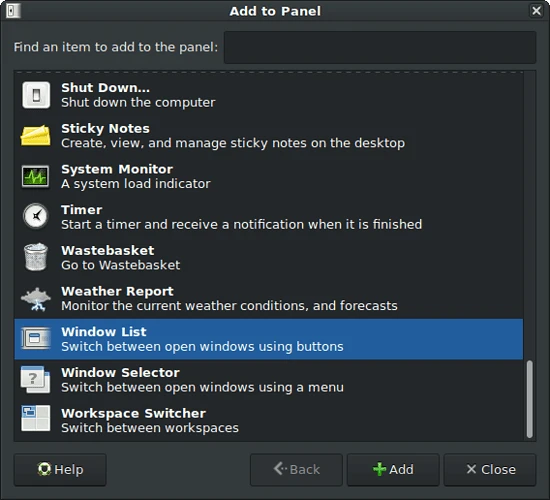 Add to Panel
Find an item to add to the panel:
Shut Down...
Shut down the computer
Sticky Notes
Create, view, and manage sticky notes on the desktop
System Monitor
A system load indicator
Timer
Start a timer and receive a notification when it is finished
Wastebasket
Go to Wastebasket
Weather Report
Monitor the current weather conditions, and forecasts
Window List
Switch between open windows using buttons
Window Selector
Switch between open windows using a menu
Workspace Switcher
Switch between workspaces
Help Back Add Close